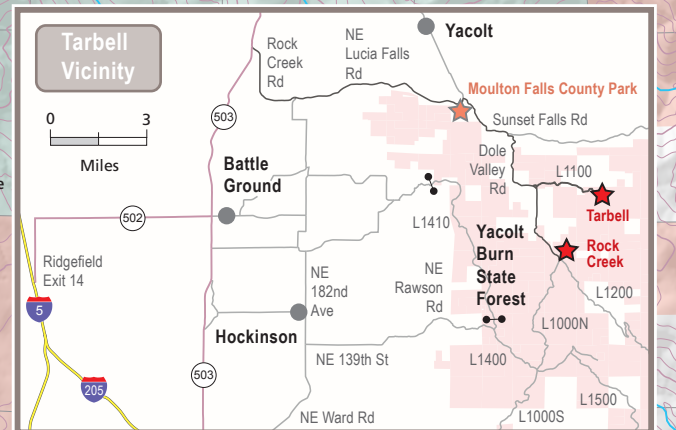 Tarbell
Vicinity
0 3
Miles
Rock
Creek
Rd
NE
Lucia Falls
Rd
Yacolt
Moulton Falls County Park
Sunset Falls Rd
503
Dole
Valley
Rd
L1100
Tarbell
Battle
Ground
502
L1410
Rock
Creek
Yacolt
Burn
State
Forest
Ridgefield
Exit 14
5
NE
182nd
Ave
NE
Rawson
Rd
L1200
L1000N
Hockinson
NE 139th St
L1400
503
205
L1500
NE Ward Rd
L1000S